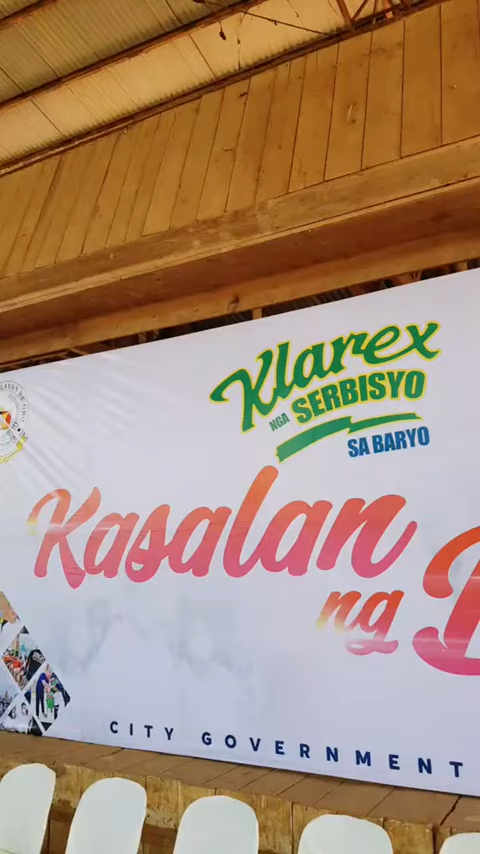 Klarex
NGA SERBISYO
SA BARYO
Kasalan
ng
CITY GOVERNMENT